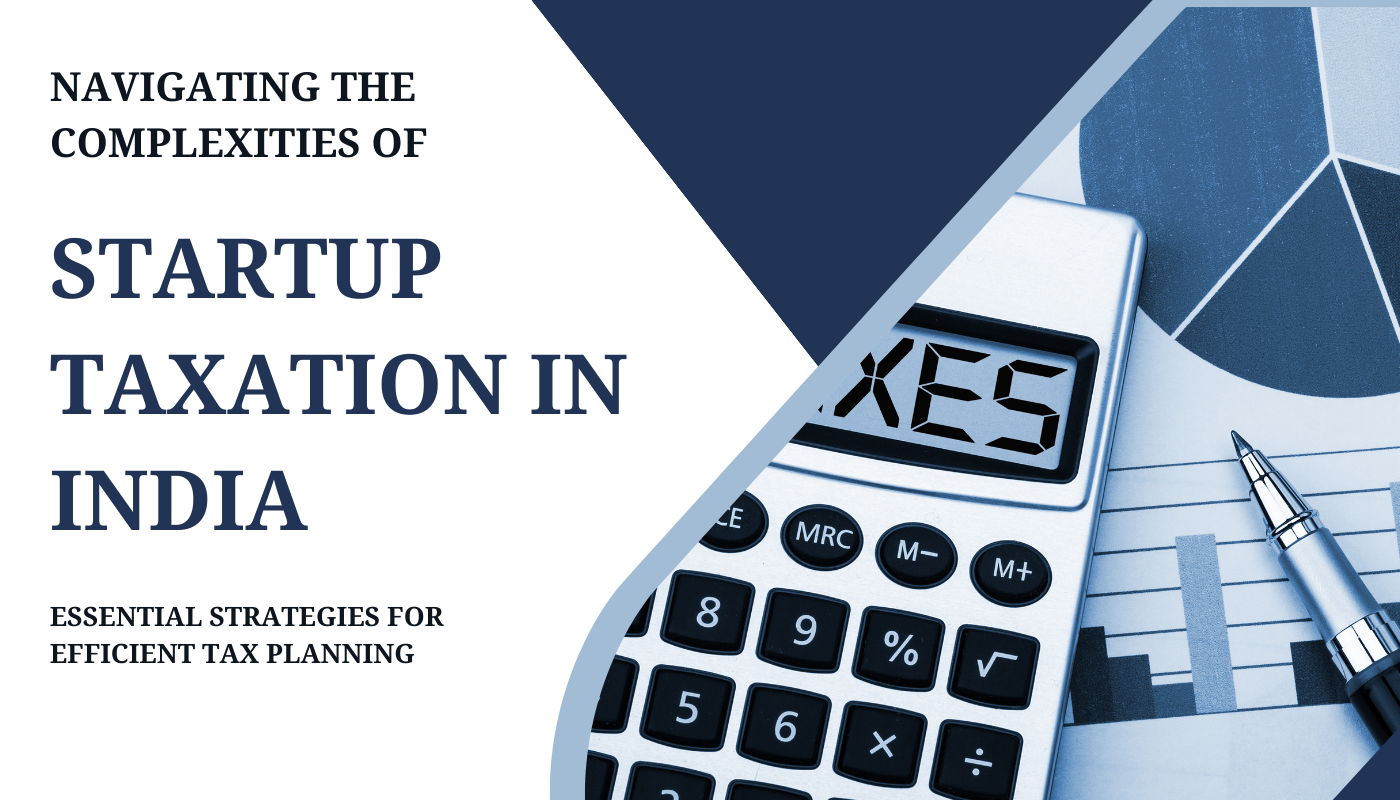 NAVIGATING THE
COMPLEXITIES OF
STARTUP
TAXATION IN
INDIA
ESSENTIAL STRATEGIES FOR
EFFICIENT TAX PLANNING
XES
CE MRC M− M+
8 9 % √
5 6 × ÷